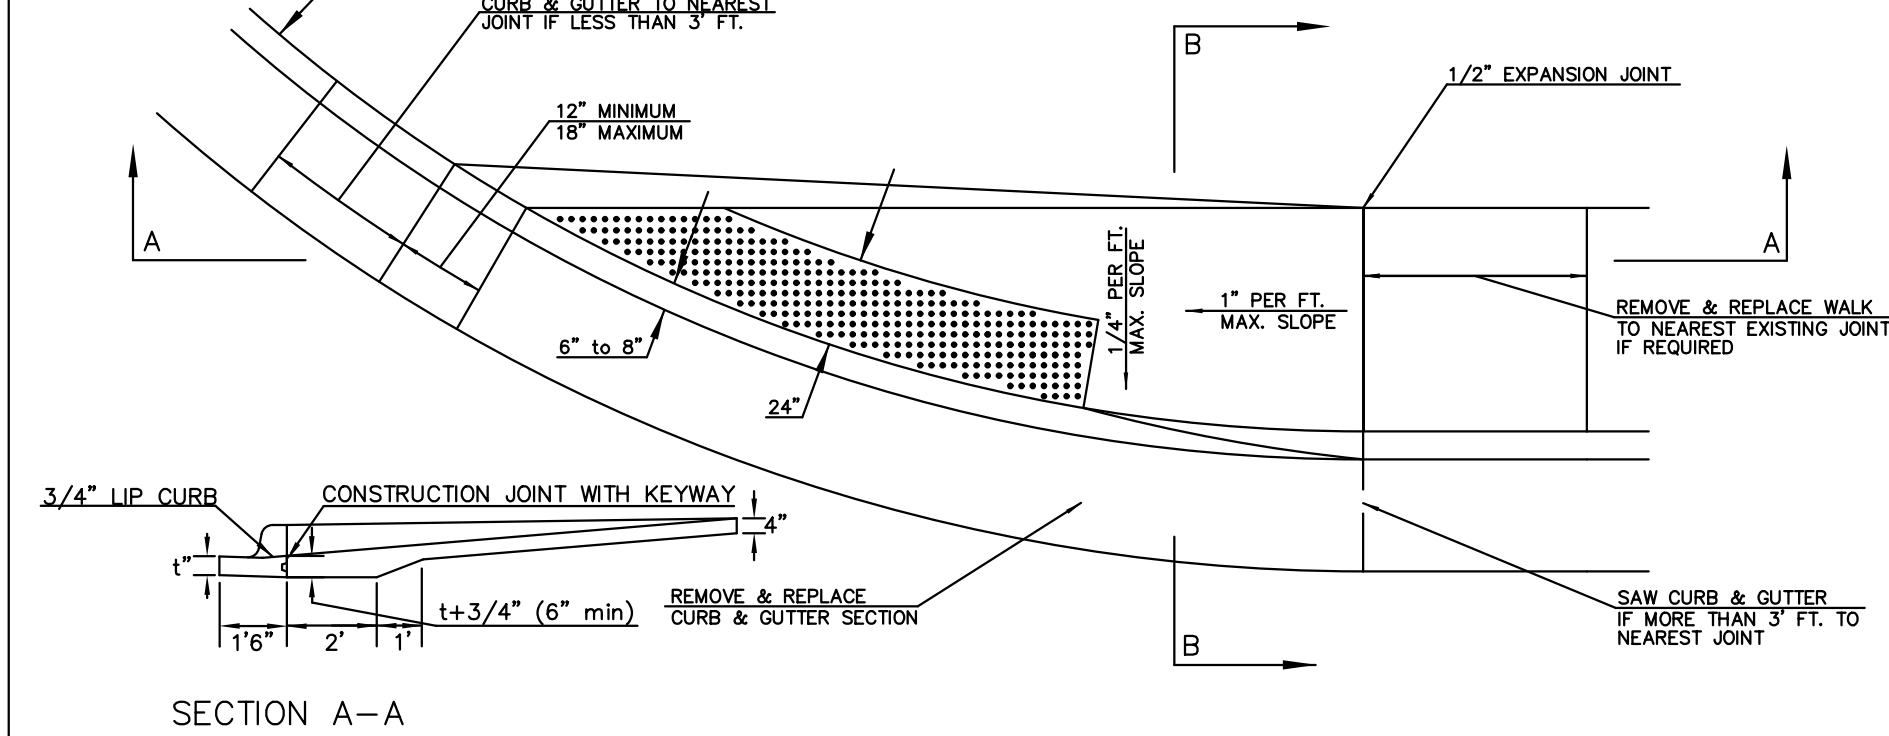 CURB & GUTTER TO NEAREST
JOINT IF LESS THAN 3' FT.
B
1/2" EXPANSION JOINT
12" MINIMUM
18" MAXIMUM
A
A
1/4" PER FT.
MAX. SLOPE
1" PER FT.
MAX. SLOPE
REMOVE & REPLACE WALK
TO NEAREST EXISTING JOINT
IF REQUIRED
6" to 8"
24"
3/4" LIP CURB
CONSTRUCTION JOINT WITH KEYWAY
4"
t"
t+3/4" (6" min)
1'6"
2'
1'
REMOVE & REPLACE
CURB & GUTTER SECTION
SAW CURB & GUTTER
IF MORE THAN 3' FT. TO
NEAREST JOINT
B
SECTION A-A